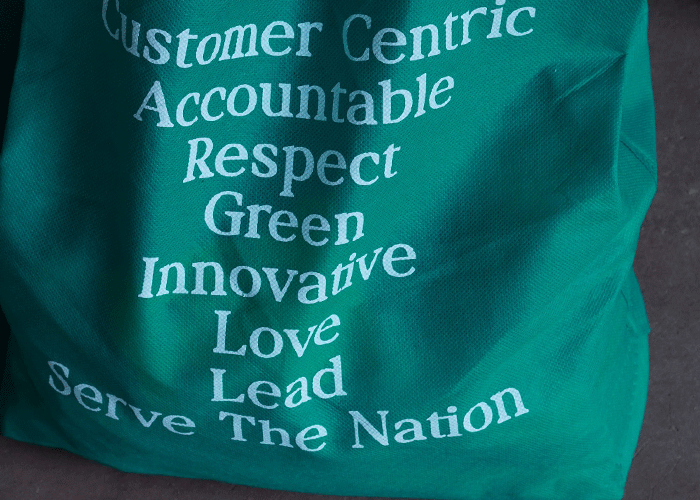 Customer Centric
Accountable
Respect
Green
Innovative
Love
Lead
Serve The Nation